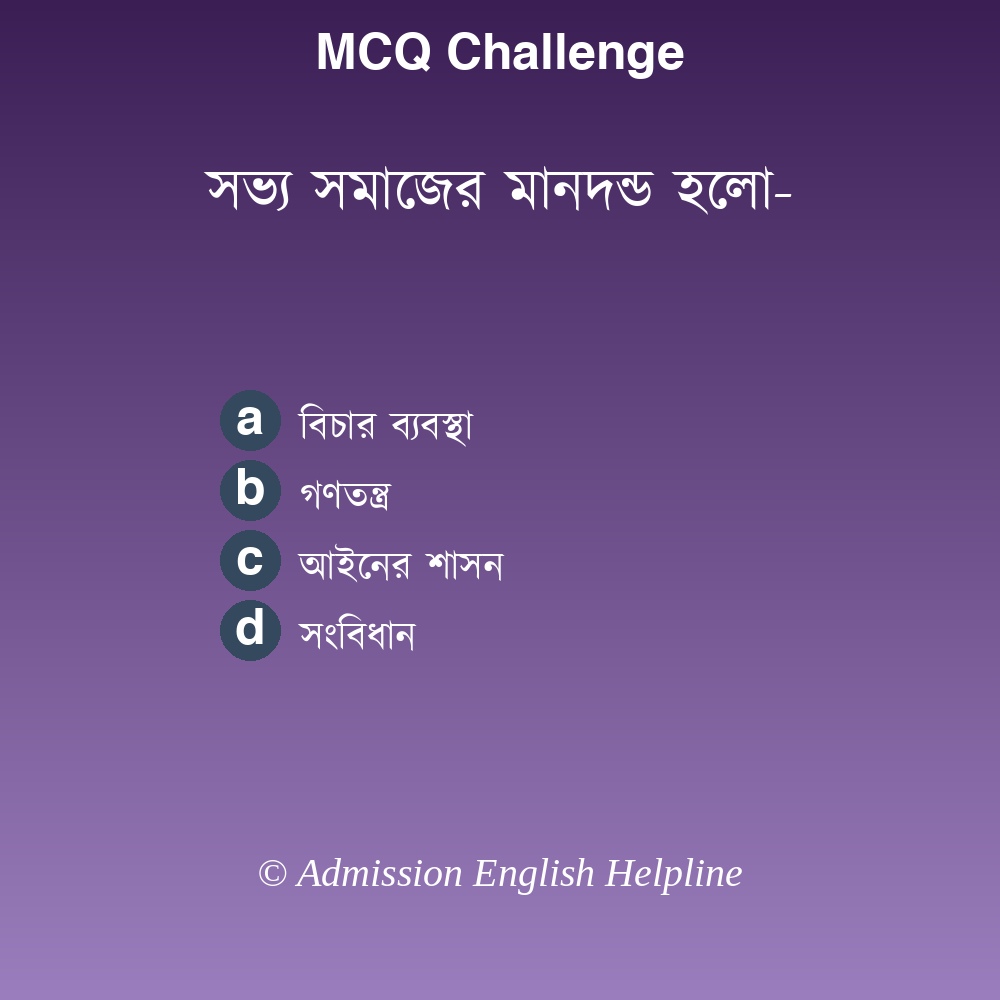 MCQ Challenge
সভ্য সমাজের মানদন্ড হলো-
a বিচার ব্যবস্থা
b গণতন্ত্র
c আইনের শাসন
d সংবিধান
© Admission English Helpline